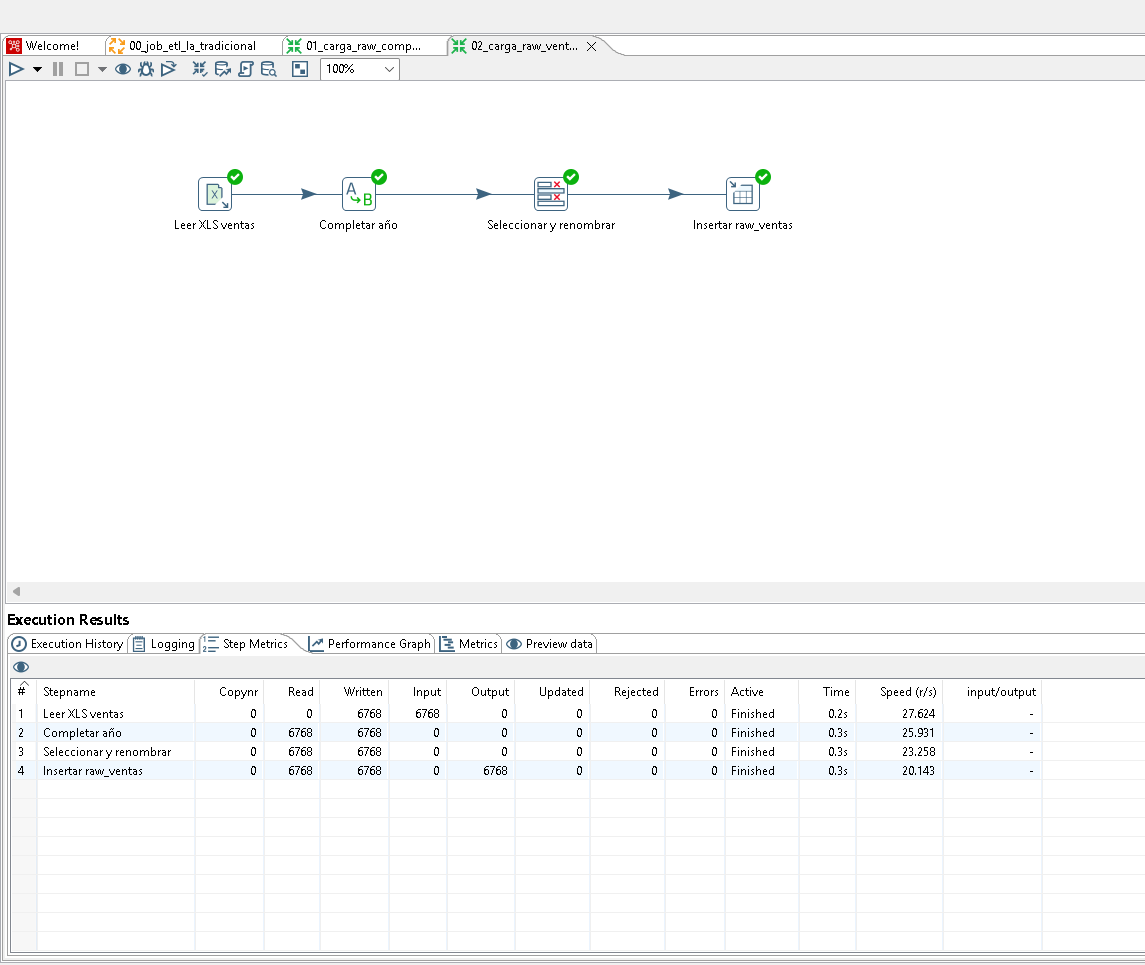 Welcome! 00_job_etl_la_tradicional 01_carga_raw_comp... 02_carga_raw_vent...
100%
A B
Leer XLS ventas Completar año Seleccionar y renombrar Insertar raw_ventas
Execution Results
Execution History Logging Step Metrics Performance Graph Metrics Preview data
# Stepname Copynr Read Written Input Output Updated Rejected Errors Active Time Speed (r/s) input/output
1 Leer XLS ventas 0 0 6768 6768 0 0 0 0 Finished 0.2s 27.624 -
2 Completar año 0 6768 6768 0 0 0 0 0 Finished 0.3s 25.931 -
3 Seleccionar y renombrar 0 6768 6768 0 0 0 0 0 Finished 0.3s 23.258 -
4 Insertar raw_ventas 0 6768 6768 0 6768 0 0 0 Finished 0.3s 20.143 -